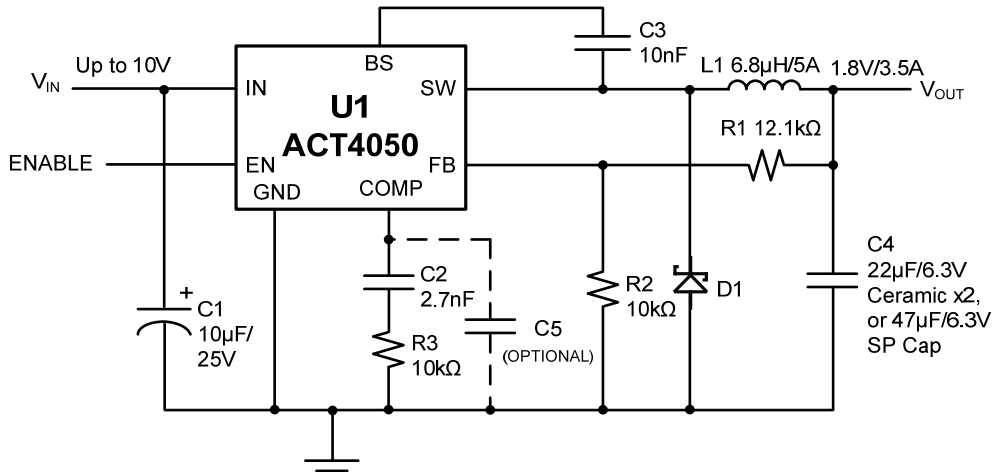 Up to 10V
VIN
ENABLE
IN
EN
GND
BS
U1
ACT4050
COMP
SW
FB
C3
10nF
L1 6.8μH/5A
1.8V/3.5A
VOUT
R1 12.1kΩ
C1
10μF/
25V
+
C2
2.7nF
R3
10kΩ
C5
(OPTIONAL)
R2
10kΩ
D1
C4
22μF/6.3V
Ceramic x2,
or 47μF/6.3V
SP Cap